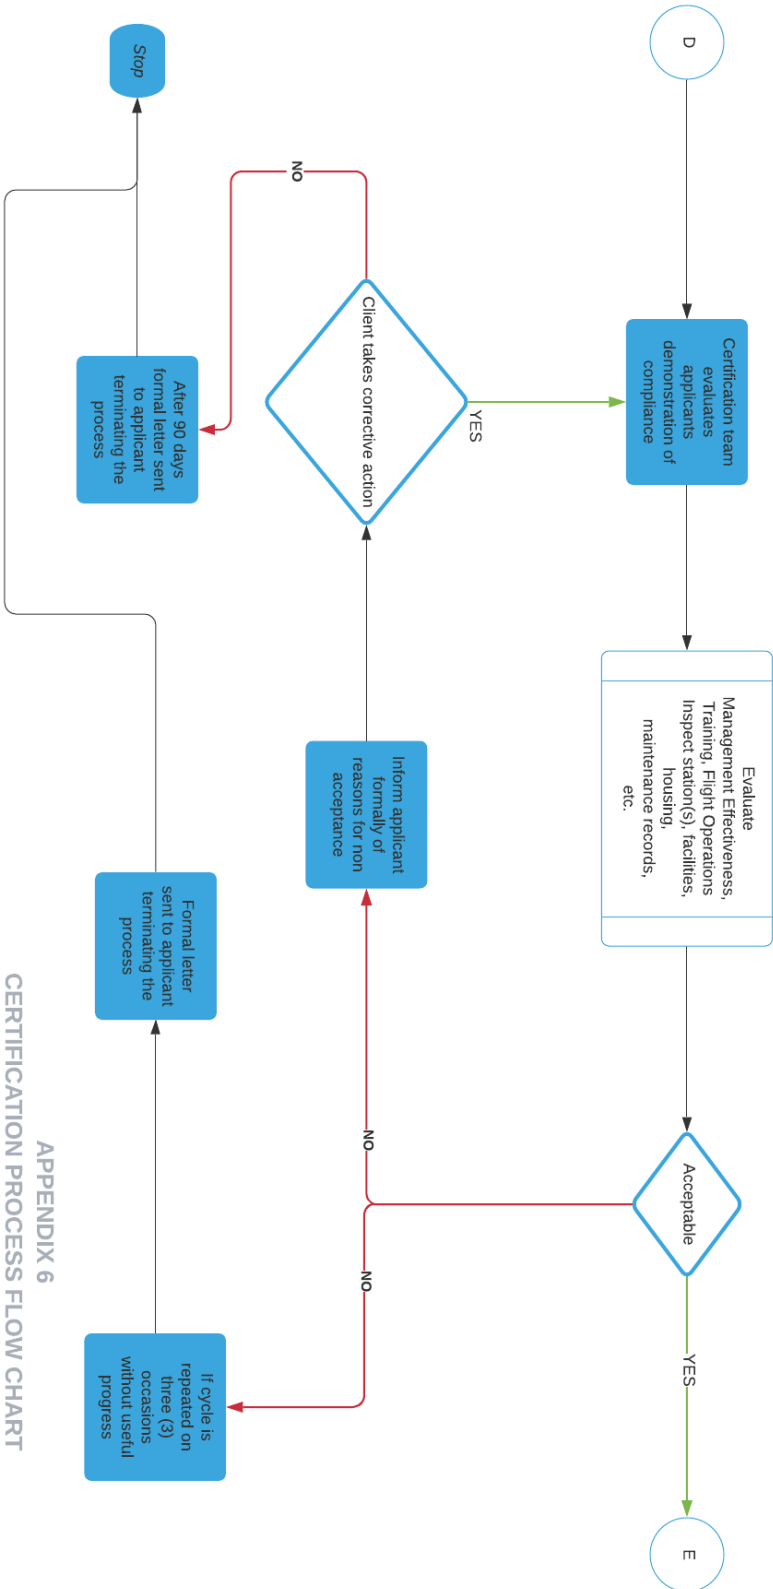 D
Certification team
evaluates
applicants
demonstration of
compliance
Evaluate
Management Effectiveness,
Training, Flight Operations
Inspect station(s), facilities,
housing,
maintenance records,
etc.
Acceptable
YES
E
YES
Client takes corrective action
NO
Inform applicant
formally of
reasons for non
acceptance
NO
NO
Stop
After 90 days
formal letter sent
to applicant
terminating the
process
Formal letter
sent to applicant
terminating the
process
If cycle is
repeated on
three (3)
occasions
without useful
progress
APPENDIX 6
CERTIFICATION PROCESS FLOW CHART